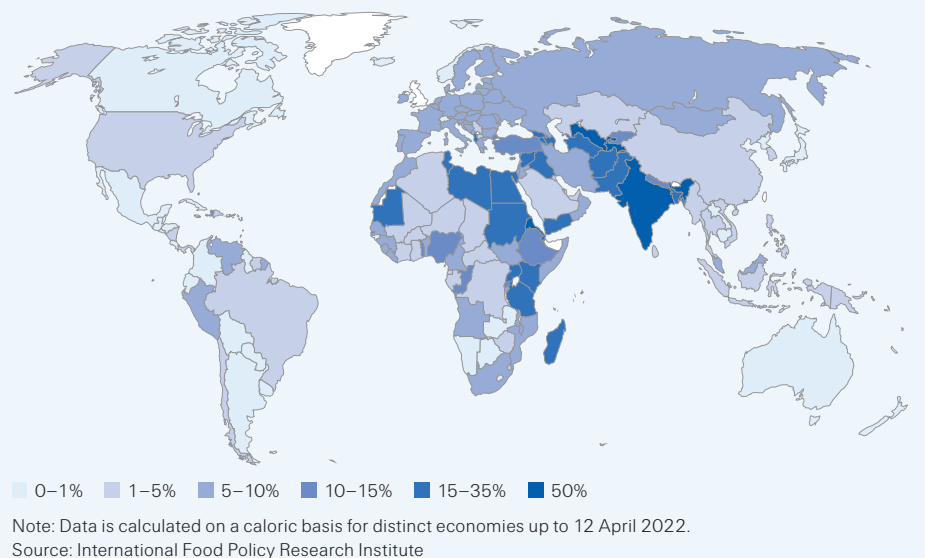 0–1% 1–5% 5–10% 10–15% 15–35% 50%
Note: Data is calculated on a caloric basis for distinct economies up to 12 April 2022.
Source: International Food Policy Research Institute